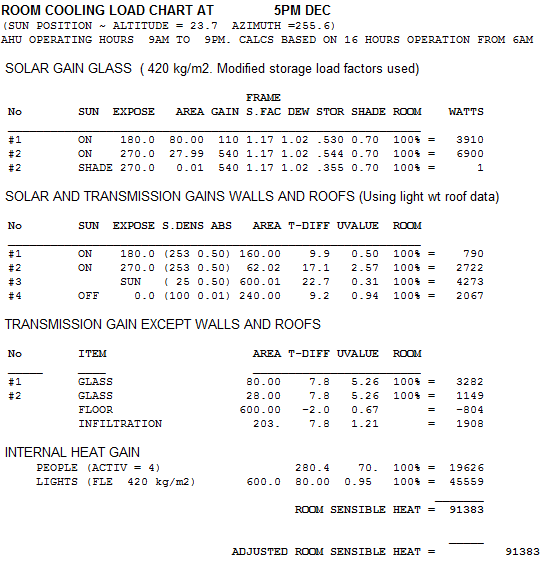 ROOM COOLING LOAD CHART AT 5PM DEC
(SUN POSITION ~ ALTITUDE = 23.7 AZIMUTH =255.6)
AHU OPERATING HOURS 9AM TO 9PM. CALCS BASED ON 16 HOURS OPERATION FROM 6AM
SOLAR GAIN GLASS ( 420 kg/m2. Modified storage load factors used)
FRAME
No SUN EXPOSE AREA GAIN S.FAC DEW STOR SHADE ROOM WATTS
#1 ON 180.0 80.00 110 1.17 1.02 .530 0.70 100% = 3910
#2 ON 270.0 27.99 540 1.17 1.02 .544 0.70 100% = 6900
#2 SHADE 270.0 0.01 540 1.17 1.02 .355 0.70 100% = 1
SOLAR AND TRANSMISSION GAINS WALLS AND ROOFS (Using light wt roof data)
No SUN EXPOSE S.DENS ABS AREA T-DIFF UVALUE ROOM
#1 ON 180.0 (253 0.50) 160.00 9.9 0.50 100% = 790
#2 ON 270.0 (253 0.50) 62.02 17.1 2.57 100% = 2722
#3 SUN ( 25 0.50) 600.01 22.7 0.31 100% = 4273
#4 OFF 0.0 (100 0.01) 240.00 9.2 0.94 100% = 2067
TRANSMISSION GAIN EXCEPT WALLS AND ROOFS
No ITEM AREA T-DIFF UVALUE ROOM
#1 GLASS 80.00 7.8 5.26 100% = 3282
#2 GLASS 28.00 7.8 5.26 100% = 1149
FLOOR 600.00 -2.0 0.67 = -804
INFILTRATION 203. 7.8 1.21 = 1908
INTERNAL HEAT GAIN
PEOPLE (ACTIV = 4) 280.4 70. 100% = 19626
LIGHTS (FLE 420 kg/m2) 600.0 80.00 0.95 100% = 45559
ROOM SENSIBLE HEAT = 91383
ADJUSTED ROOM SENSIBLE HEAT = 91383